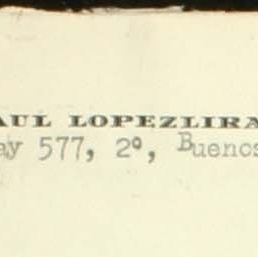 AUL LOPEZLIRA
ay 577, 2º, Buenos